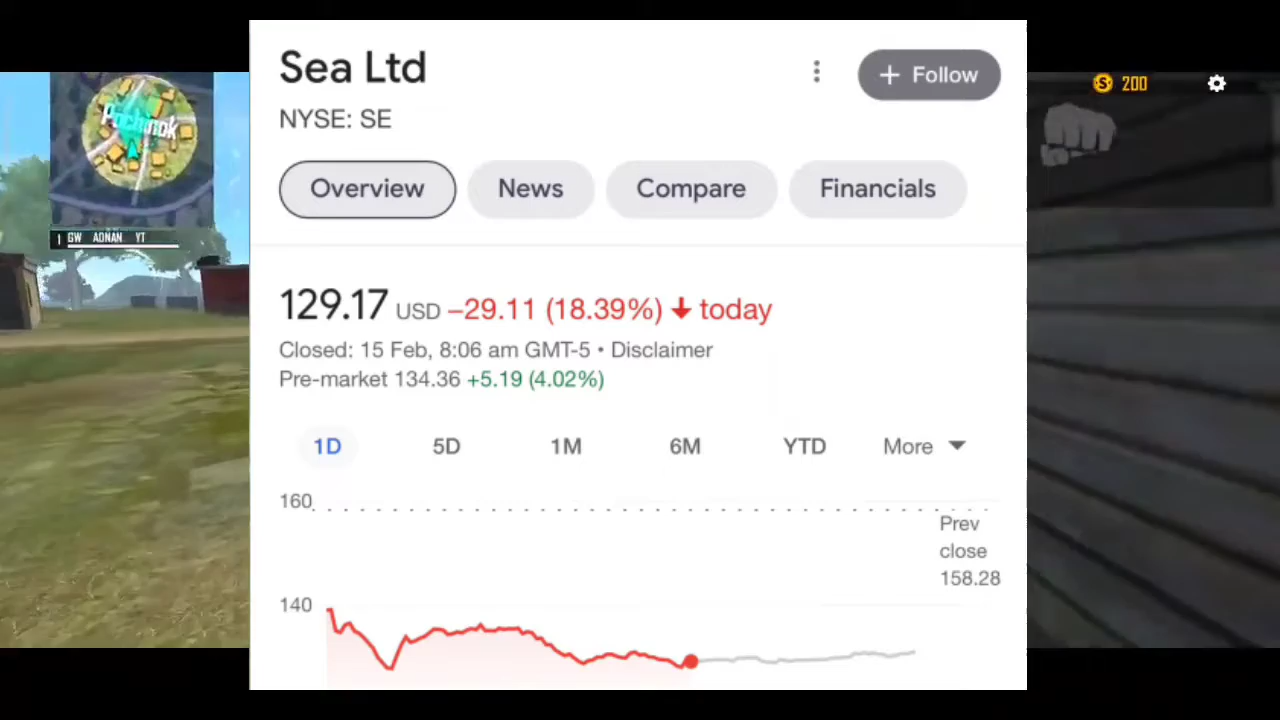 Sea Ltd
+ Follow
NYSE: SE
Overview
News
Compare
Financials
129.17 USD −29.11 (18.39%) ↓ today
Closed: 15 Feb, 8:06 am GMT-5 • Disclaimer
Pre-market 134.36 +5.19 (4.02%)
1D
5D
1M
6M
YTD
More
160
Prev
close
158.28
140
Pochinok
1 GW ADNAN YT
S 200